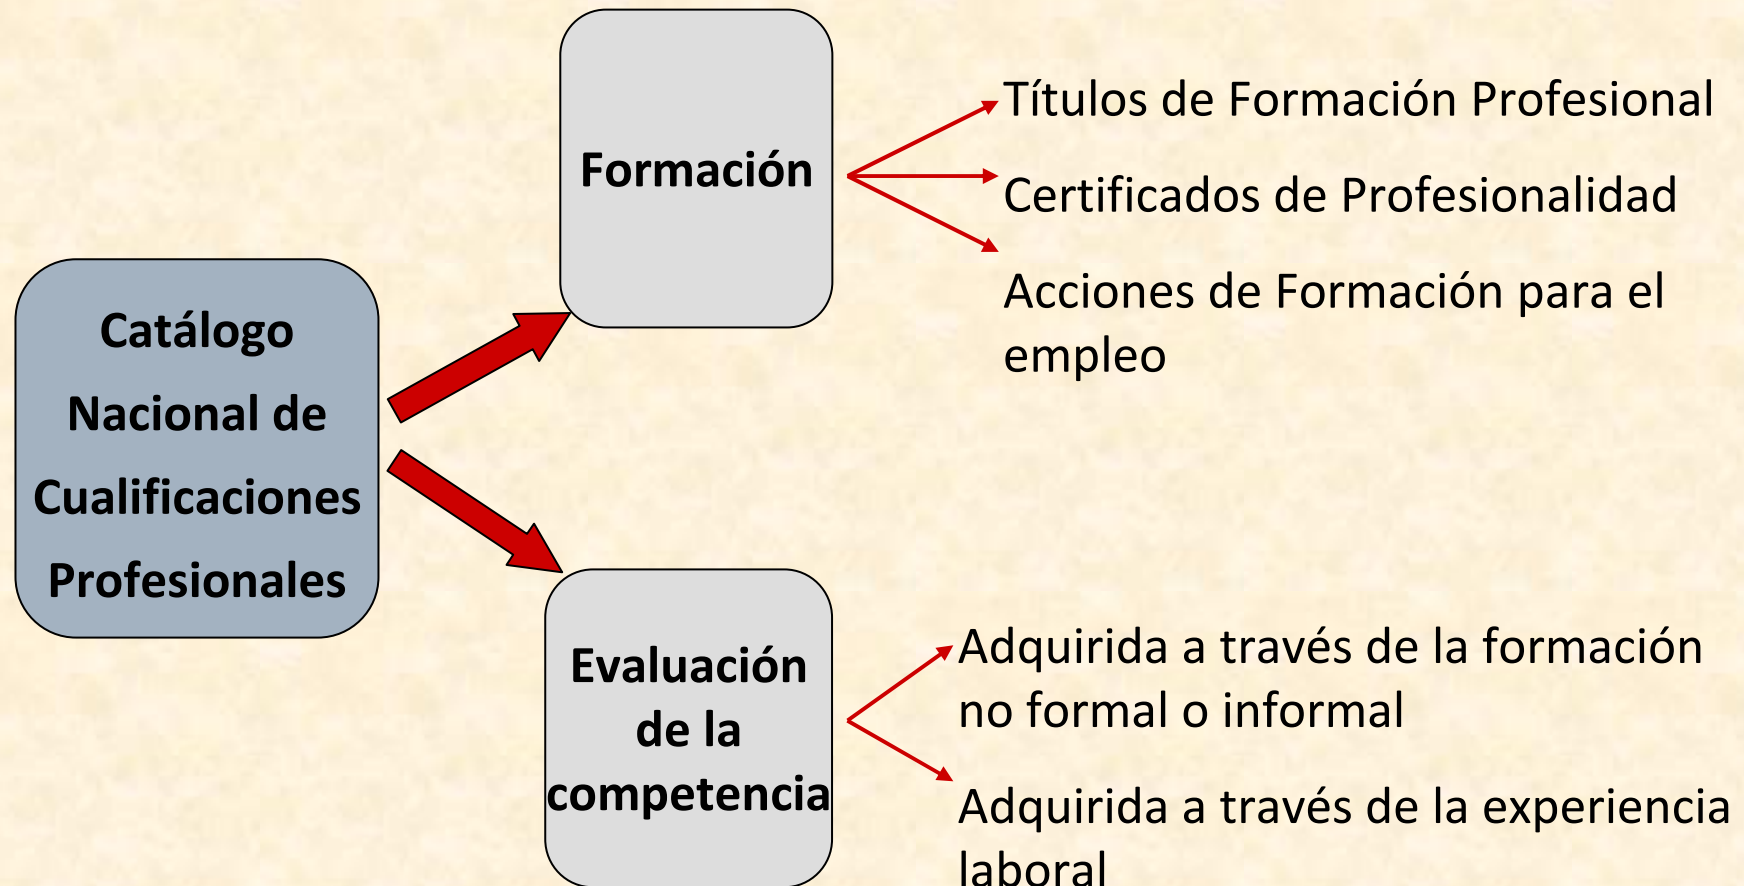 Catálogo
Nacional de
Cualificaciones
Profesionales
Formación
Títulos de Formación Profesional
Certificados de Profesionalidad
Acciones de Formación para el
empleo
Evaluación
de la
competencia
Adquirida a través de la formación
no formal o informal
Adquirida a través de la experiencia
laboral